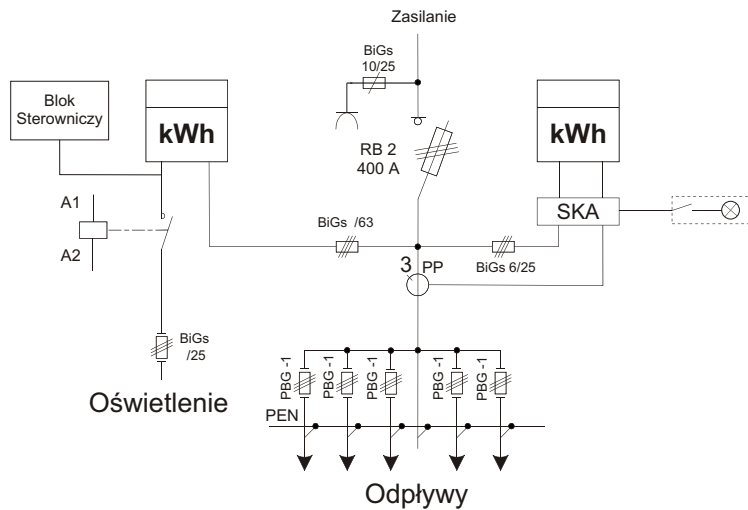 Zasilanie
BiGs
10/25
Blok
Sterowniczy
kWh
kWh
RB 2
400 A
SKA
A1
A2
BiGs /63
BiGs 6/25
3
PP
BiGs
/25
PBG -1
PBG -1
PBG -1
PBG -1
PBG -1
Oświetlenie
PEN
Odpływy